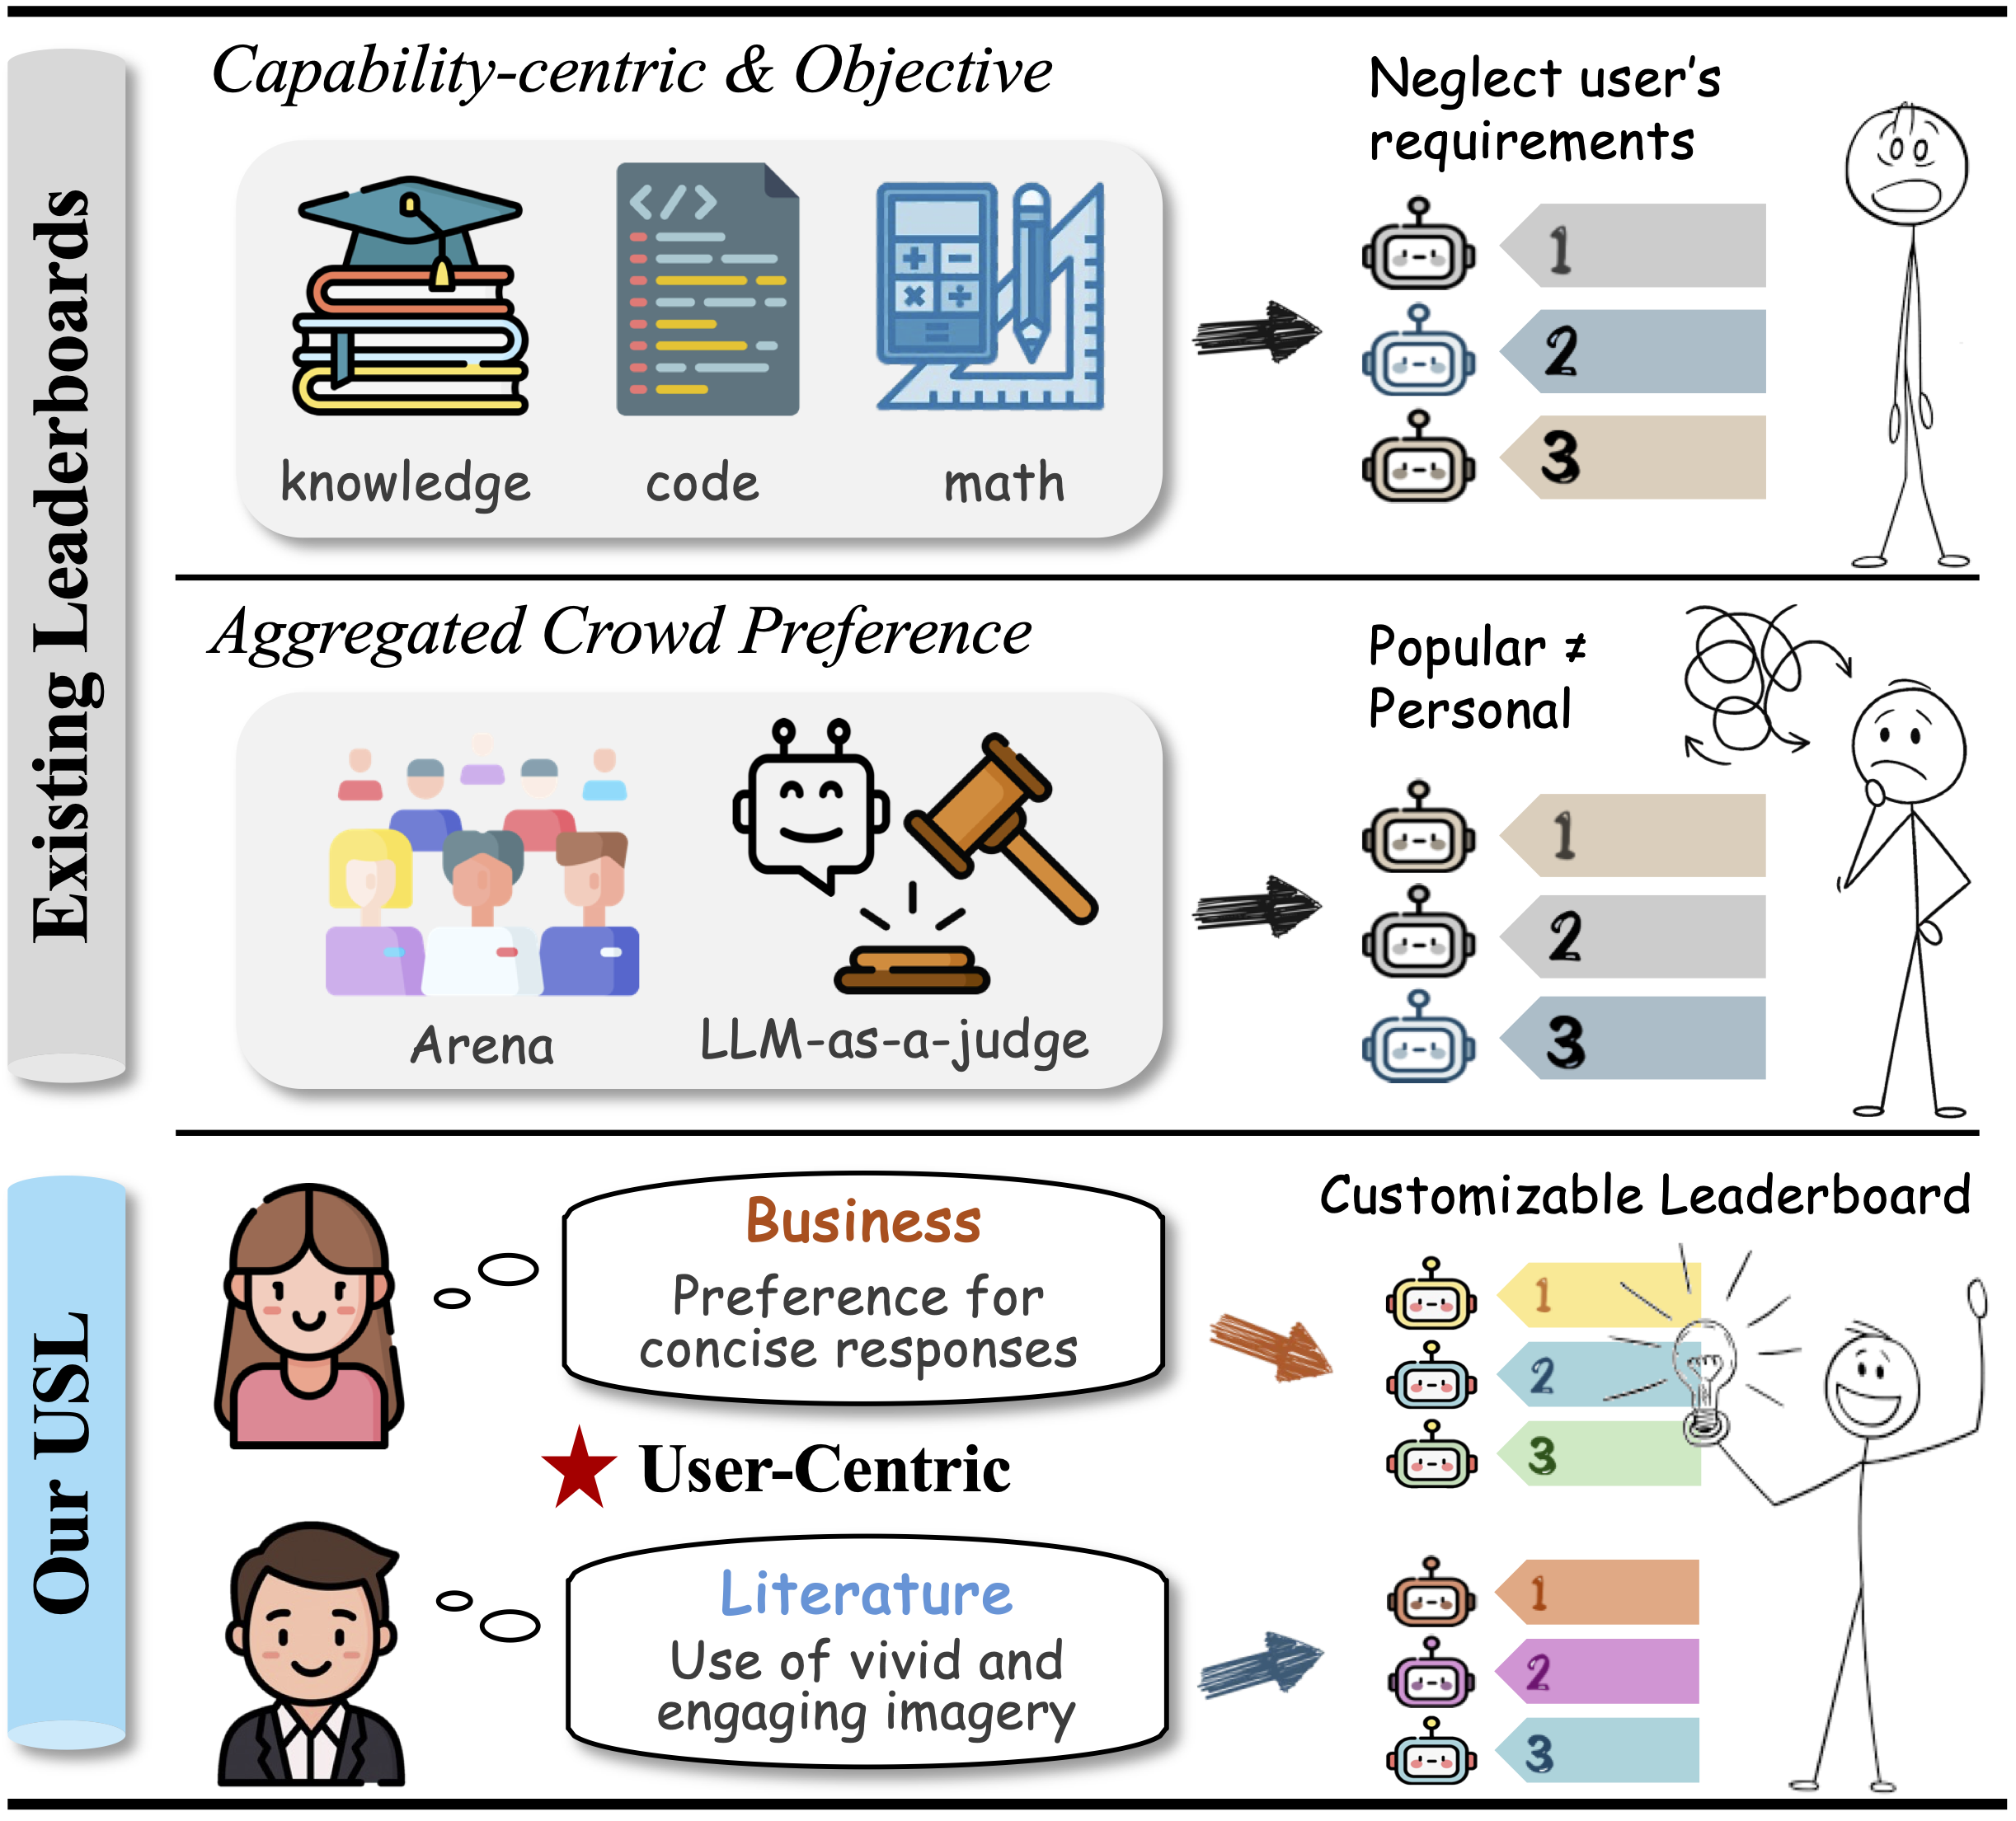 Existing Leaderboards
Capability-centric & Objective
</>
knowledge
code
math
Neglect user's
requirements
1
2
3
Aggregated Crowd Preference
Arena
LLM-as-a-judge
Popular ≠
Personal
1
2
3
Our USL
Business
Preference for
concise responses
User-Centric
Literature
Use of vivid and
engaging imagery
Customizable Leaderboard
1
2
3
1
2
3